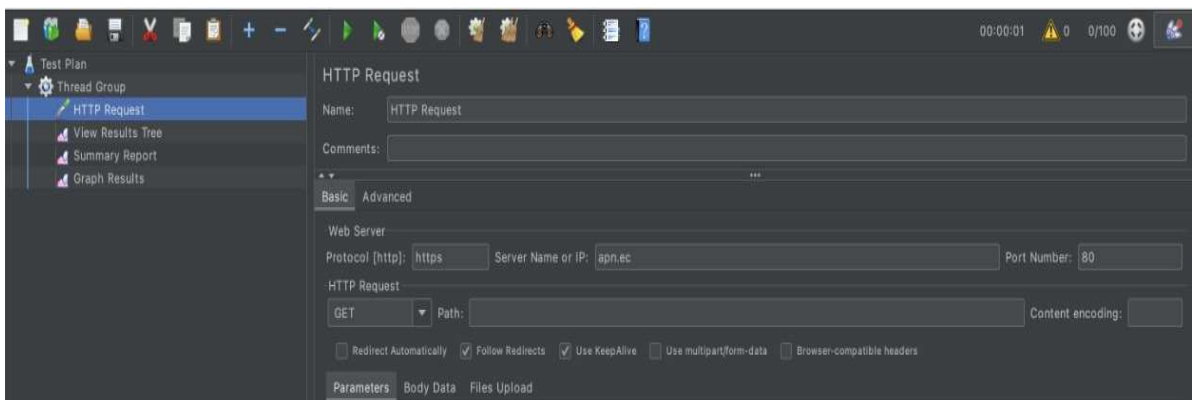 00:00:01 0 0/100
Test Plan
Thread Group
HTTP Request
View Results Tree
Summary Report
Graph Results
HTTP Request
Name: HTTP Request
Comments:
Basic Advanced
Web Server
Protocol [http]: https Server Name or IP: apn.ec Port Number: 80
HTTP Request
GET Path: Content encoding:
Redirect Automatically Follow Redirects Use KeepAlive Use multipart/form-data Browser-compatible headers
Parameters Body Data Files Upload